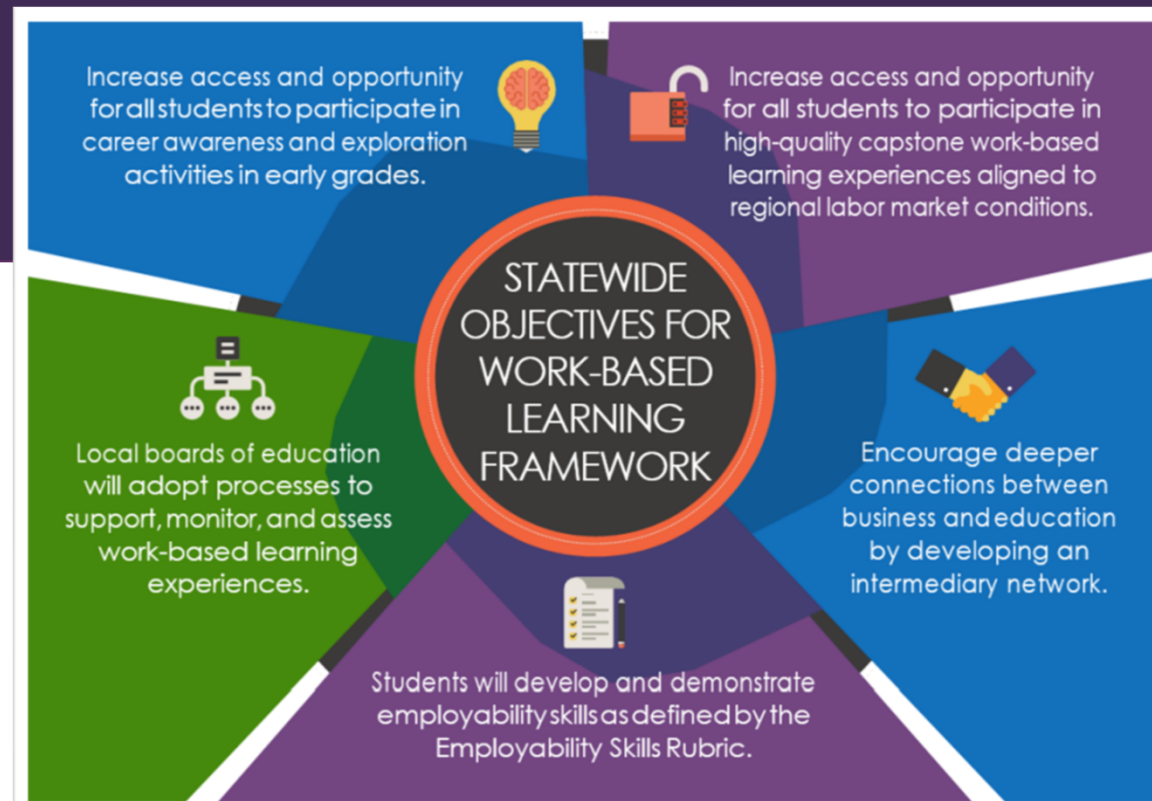 Increase access and opportunity
for all students to participate in
career awareness and exploration
activities in early grades.
Increase access and opportunity
for all students to participate in
high-quality capstone work-based
learning experiences aligned to
regional labor market conditions.
STATEWIDE
OBJECTIVES FOR
WORK-BASED
LEARNING
FRAMEWORK
Local boards of education
will adopt processes to
support, monitor, and assess
work-based learning
experiences.
Encourage deeper
connections between
business and education
by developing an
intermediary network.
Students will develop and demonstrate
employability skills as defined by the
Employability Skills Rubric.